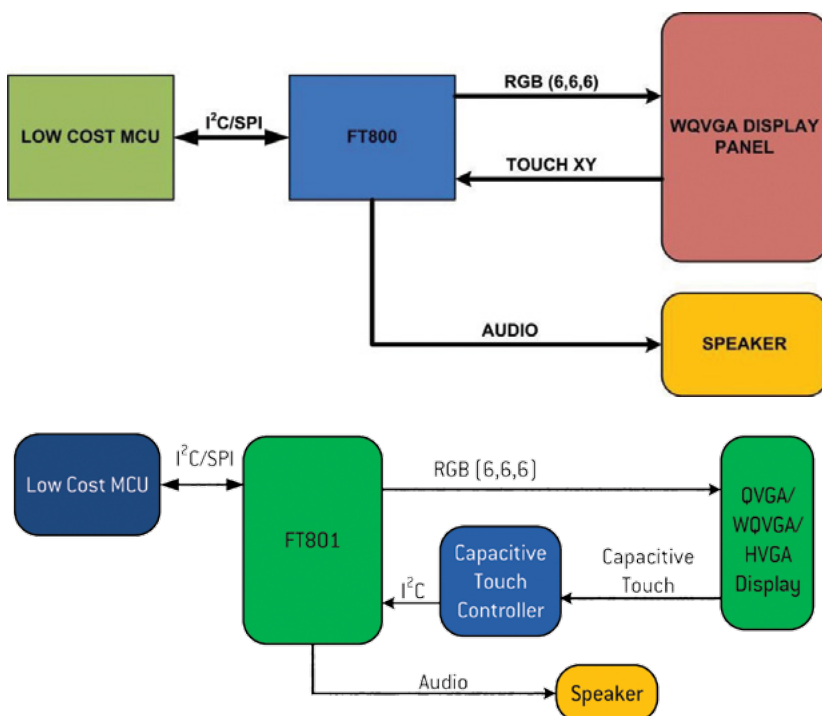 RGB (6,6,6)
LOW COST MCU
I²C/SPI
FT800
WQVGA DISPLAY
PANEL
TOUCH XY
AUDIO
SPEAKER
I²C/SPI
Low Cost MCU
RGB (6,6,6)
FT801
QVGA/
WQVGA/
HVGA
Display
Capacitive
Touch
Controller
Capacitive
Touch
I²C
Audio
Speaker